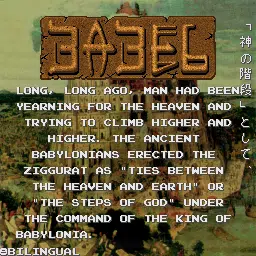 BABEL
LONG, LONG AGO, MAN HAD BEEN
YEARNING FOR THE HEAVEN AND
TRYING TO CLIMB HIGHER AND
HIGHER. THE ANCIENT
BABYLONIANS ERECTED THE
ZIGGURAT AS "TIES BETWEEN
THE HEAVEN AND EARTH" OR
"THE STEPS OF GOD" UNDER
THE COMMAND OF THE KING OF
BABYLONIA.
@BILINGUAL
「神の階段」として、